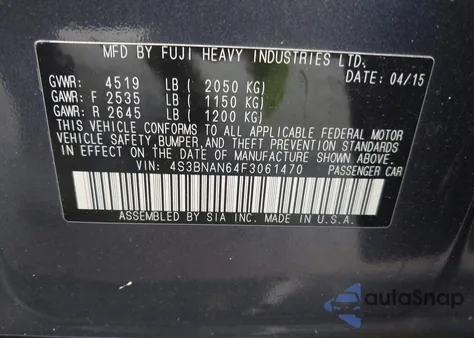 MFD BY FUJI HEAVY INDUSTRIES LTD.
DATE: 04/15
GVWR: 4519 LB ( 2050 KG)
GAWR: F 2535 LB ( 1150 KG)
GAWR: R 2645 LB ( 1200 KG)
THIS VEHICLE CONFORMS TO ALL APPLICABLE FEDERAL MOTOR
VEHICLE SAFETY, BUMPER, AND THEFT PREVENTION STANDARDS
IN EFFECT ON THE DATE OF MANUFACTURE SHOWN ABOVE.
VIN: 4S3BNAN64F3061470 PASSENGER CAR
ASSEMBLED BY SIA INC. MADE IN U.S.A.
autoSnap